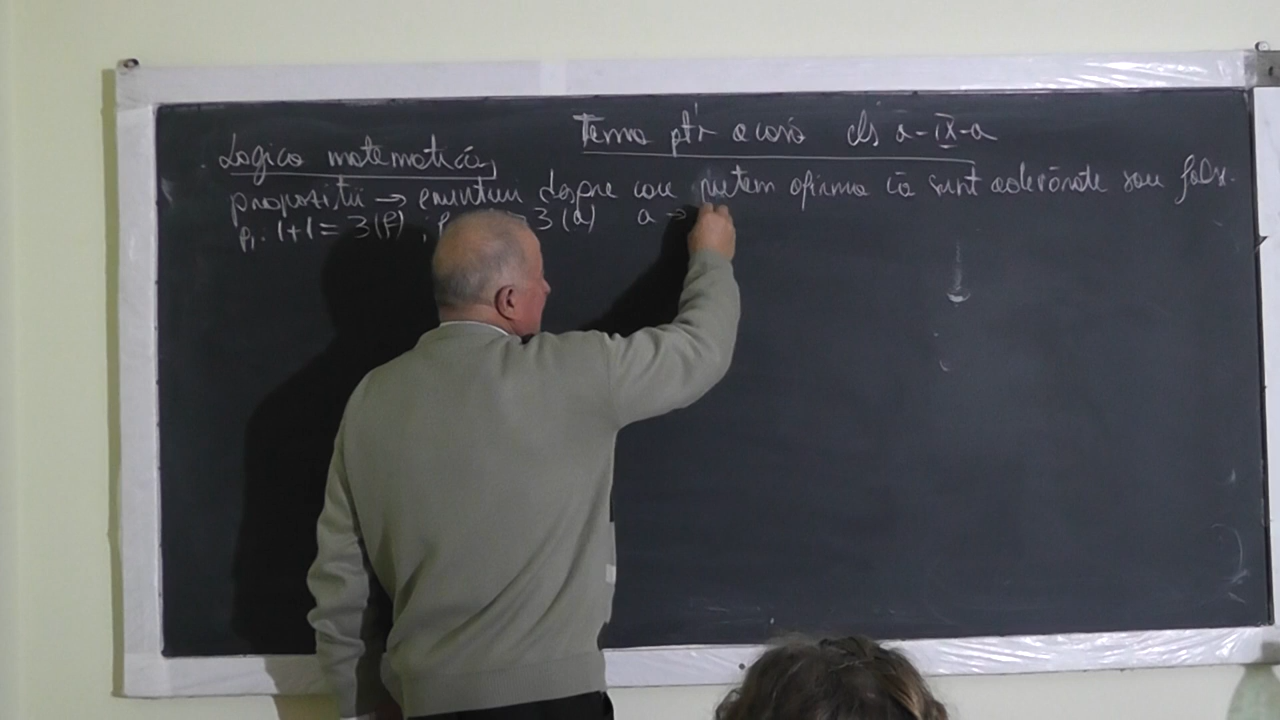 Tema ptr acasă cls a-IX-a
Logica matematică
propoziții → enunțuri despre care putem afirma că sunt adevărate sau false.
p₁: 1+1=3(f) ; = 3 (a) a →